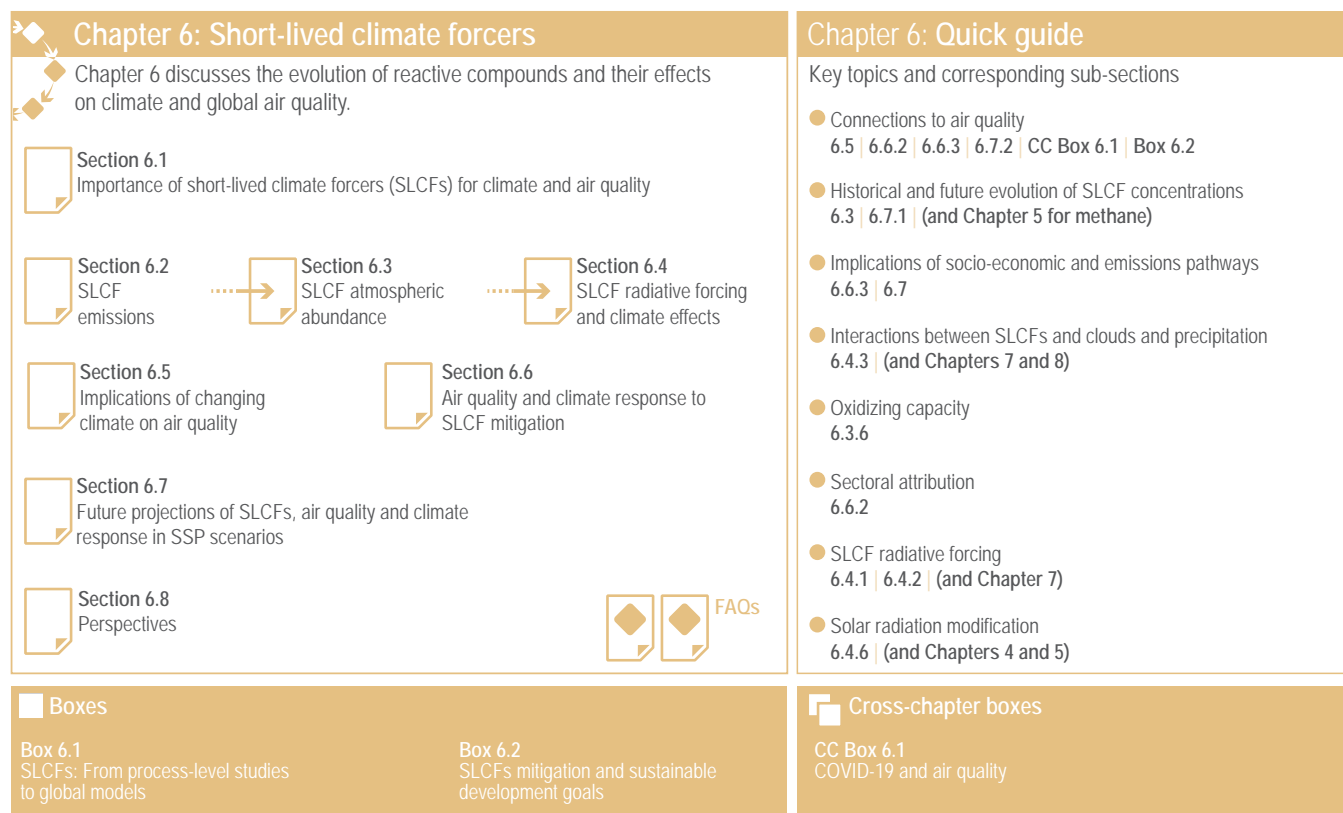 Chapter 6: Short-lived climate forcers
Chapter 6 discusses the evolution of reactive compounds and their effects
on climate and global air quality.
Section 6.1
Importance of short-lived climate forcers (SLCFs) for climate and air quality
Section 6.2
SLCF
emissions
Section 6.3
SLCF atmospheric
abundance
Section 6.4
SLCF radiative forcing
and climate effects
Section 6.5
Implications of changing
climate on air quality
Section 6.6
Air quality and climate response to
SLCF mitigation
Section 6.7
Future projections of SLCFs, air quality and climate
response in SSP scenarios
Section 6.8
Perspectives
FAQs
Chapter 6: Quick guide
Key topics and corresponding sub-sections
Connections to air quality
6.5 | 6.6.2 | 6.6.3 | 6.7.2 | CC Box 6.1 | Box 6.2
Historical and future evolution of SLCF concentrations
6.3 | 6.7.1 | (and Chapter 5 for methane)
Implications of socio-economic and emissions pathways
6.6.3 | 6.7
Interactions between SLCFs and clouds and precipitation
6.4.3 | (and Chapters 7 and 8)
Oxidizing capacity
6.3.6
Sectoral attribution
6.6.2
SLCF radiative forcing
6.4.1 | 6.4.2 | (and Chapter 7)
Solar radiation modification
6.4.6 | (and Chapters 4 and 5)
Boxes
Box 6.1
SLCFs: From process-level studies
to global models
Box 6.2
SLCFs mitigation and sustainable
development goals
Cross-chapter boxes
CC Box 6.1
COVID-19 and air quality